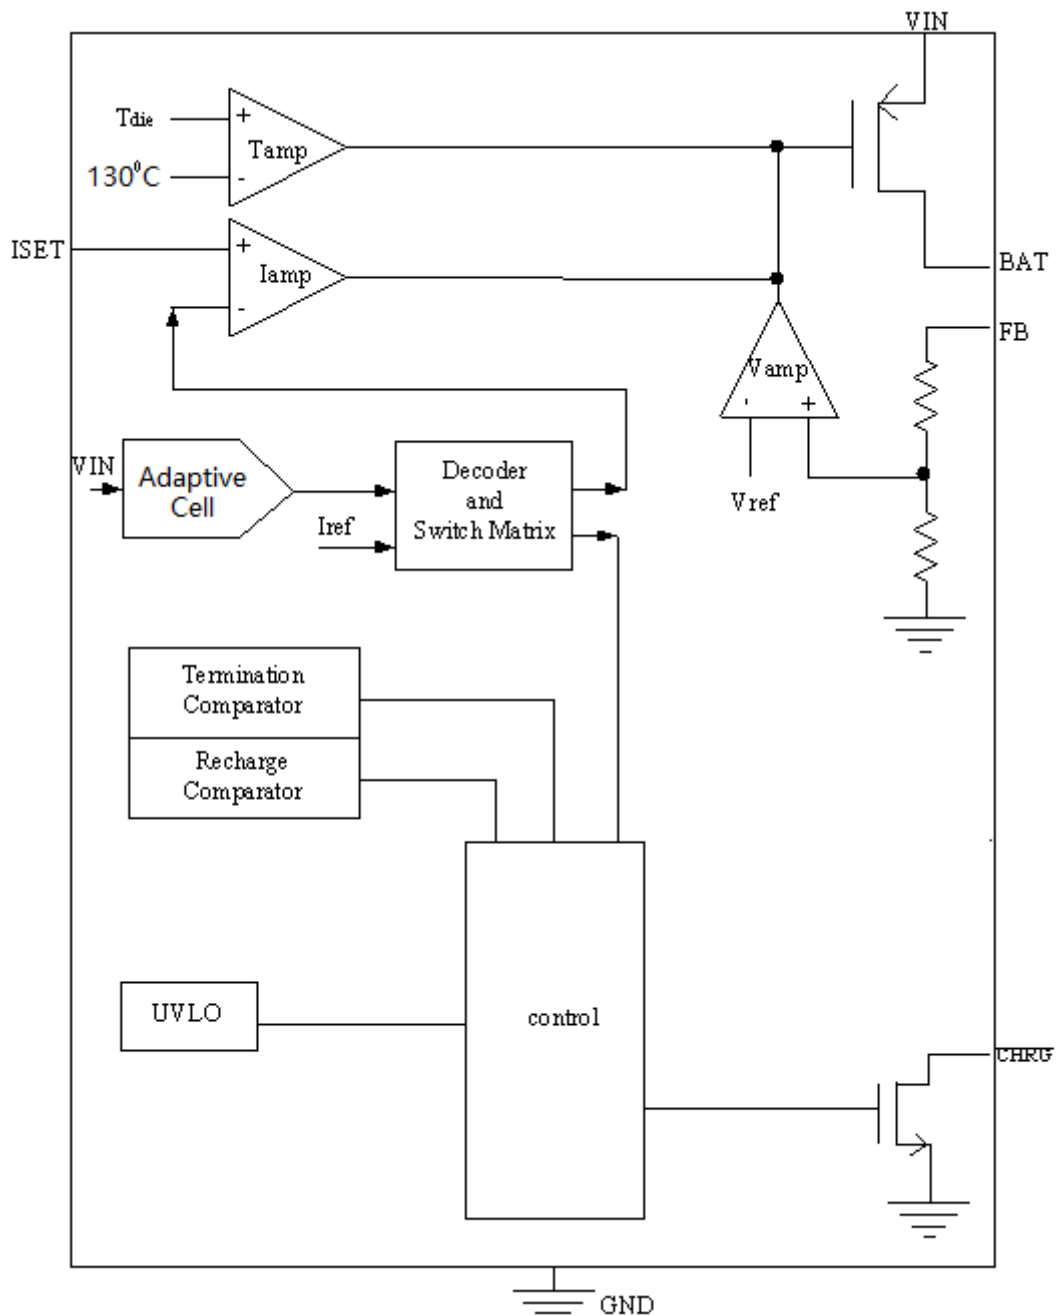 VIN
Tdie
+
Tamp
130⁰C
-
ISET
+
Iamp
-
BAT
FB
Vamp
- +
VIN
Adaptive
Cell
Decoder
and
Switch Matrix
Iref
Vref
Termination
Comparator
Recharge
Comparator
UVLO
control
CHRG
GND